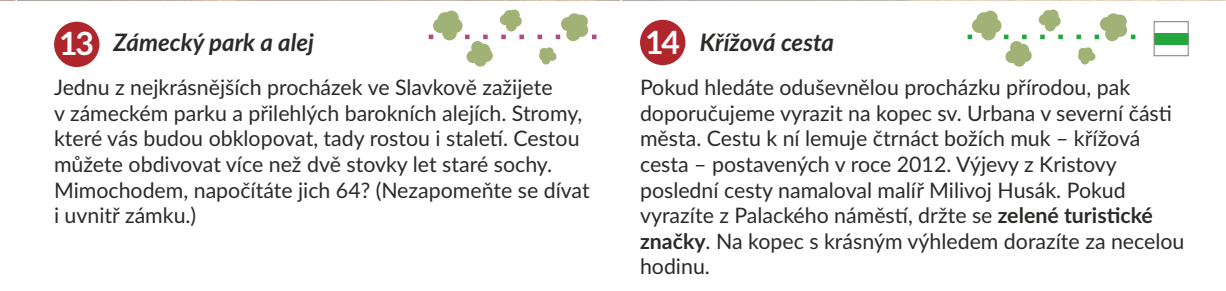 13 Zámecký park a alej
Jednu z nejkrásnějších procházek ve Slavkově zažijete
v zámeckém parku a přilehlých barokních alejích. Stromy,
které vás budou obklopovat, tady rostou i staletí. Cestou
můžete obdivovat více než dvě stovky let staré sochy.
Mimochodem, napočítáte jich 64? (Nezapomeňte se dívat
i uvnitř zámku.)
14 Křížová cesta
Pokud hledáte oduševnělou procházku přírodou, pak
doporučujeme vyrazit na kopec sv. Urbana v severní části
města. Cestu k ní lemuje čtrnáct božích muk – křížová
cesta – postavených v roce 2012. Výjevy z Kristovy
poslední cesty namaloval malíř Milivoj Husák. Pokud
vyrazíte z Palackého náměstí, držte se zelené turistické
značky. Na kopec s krásným výhledem dorazíte za necelou
hodinu.